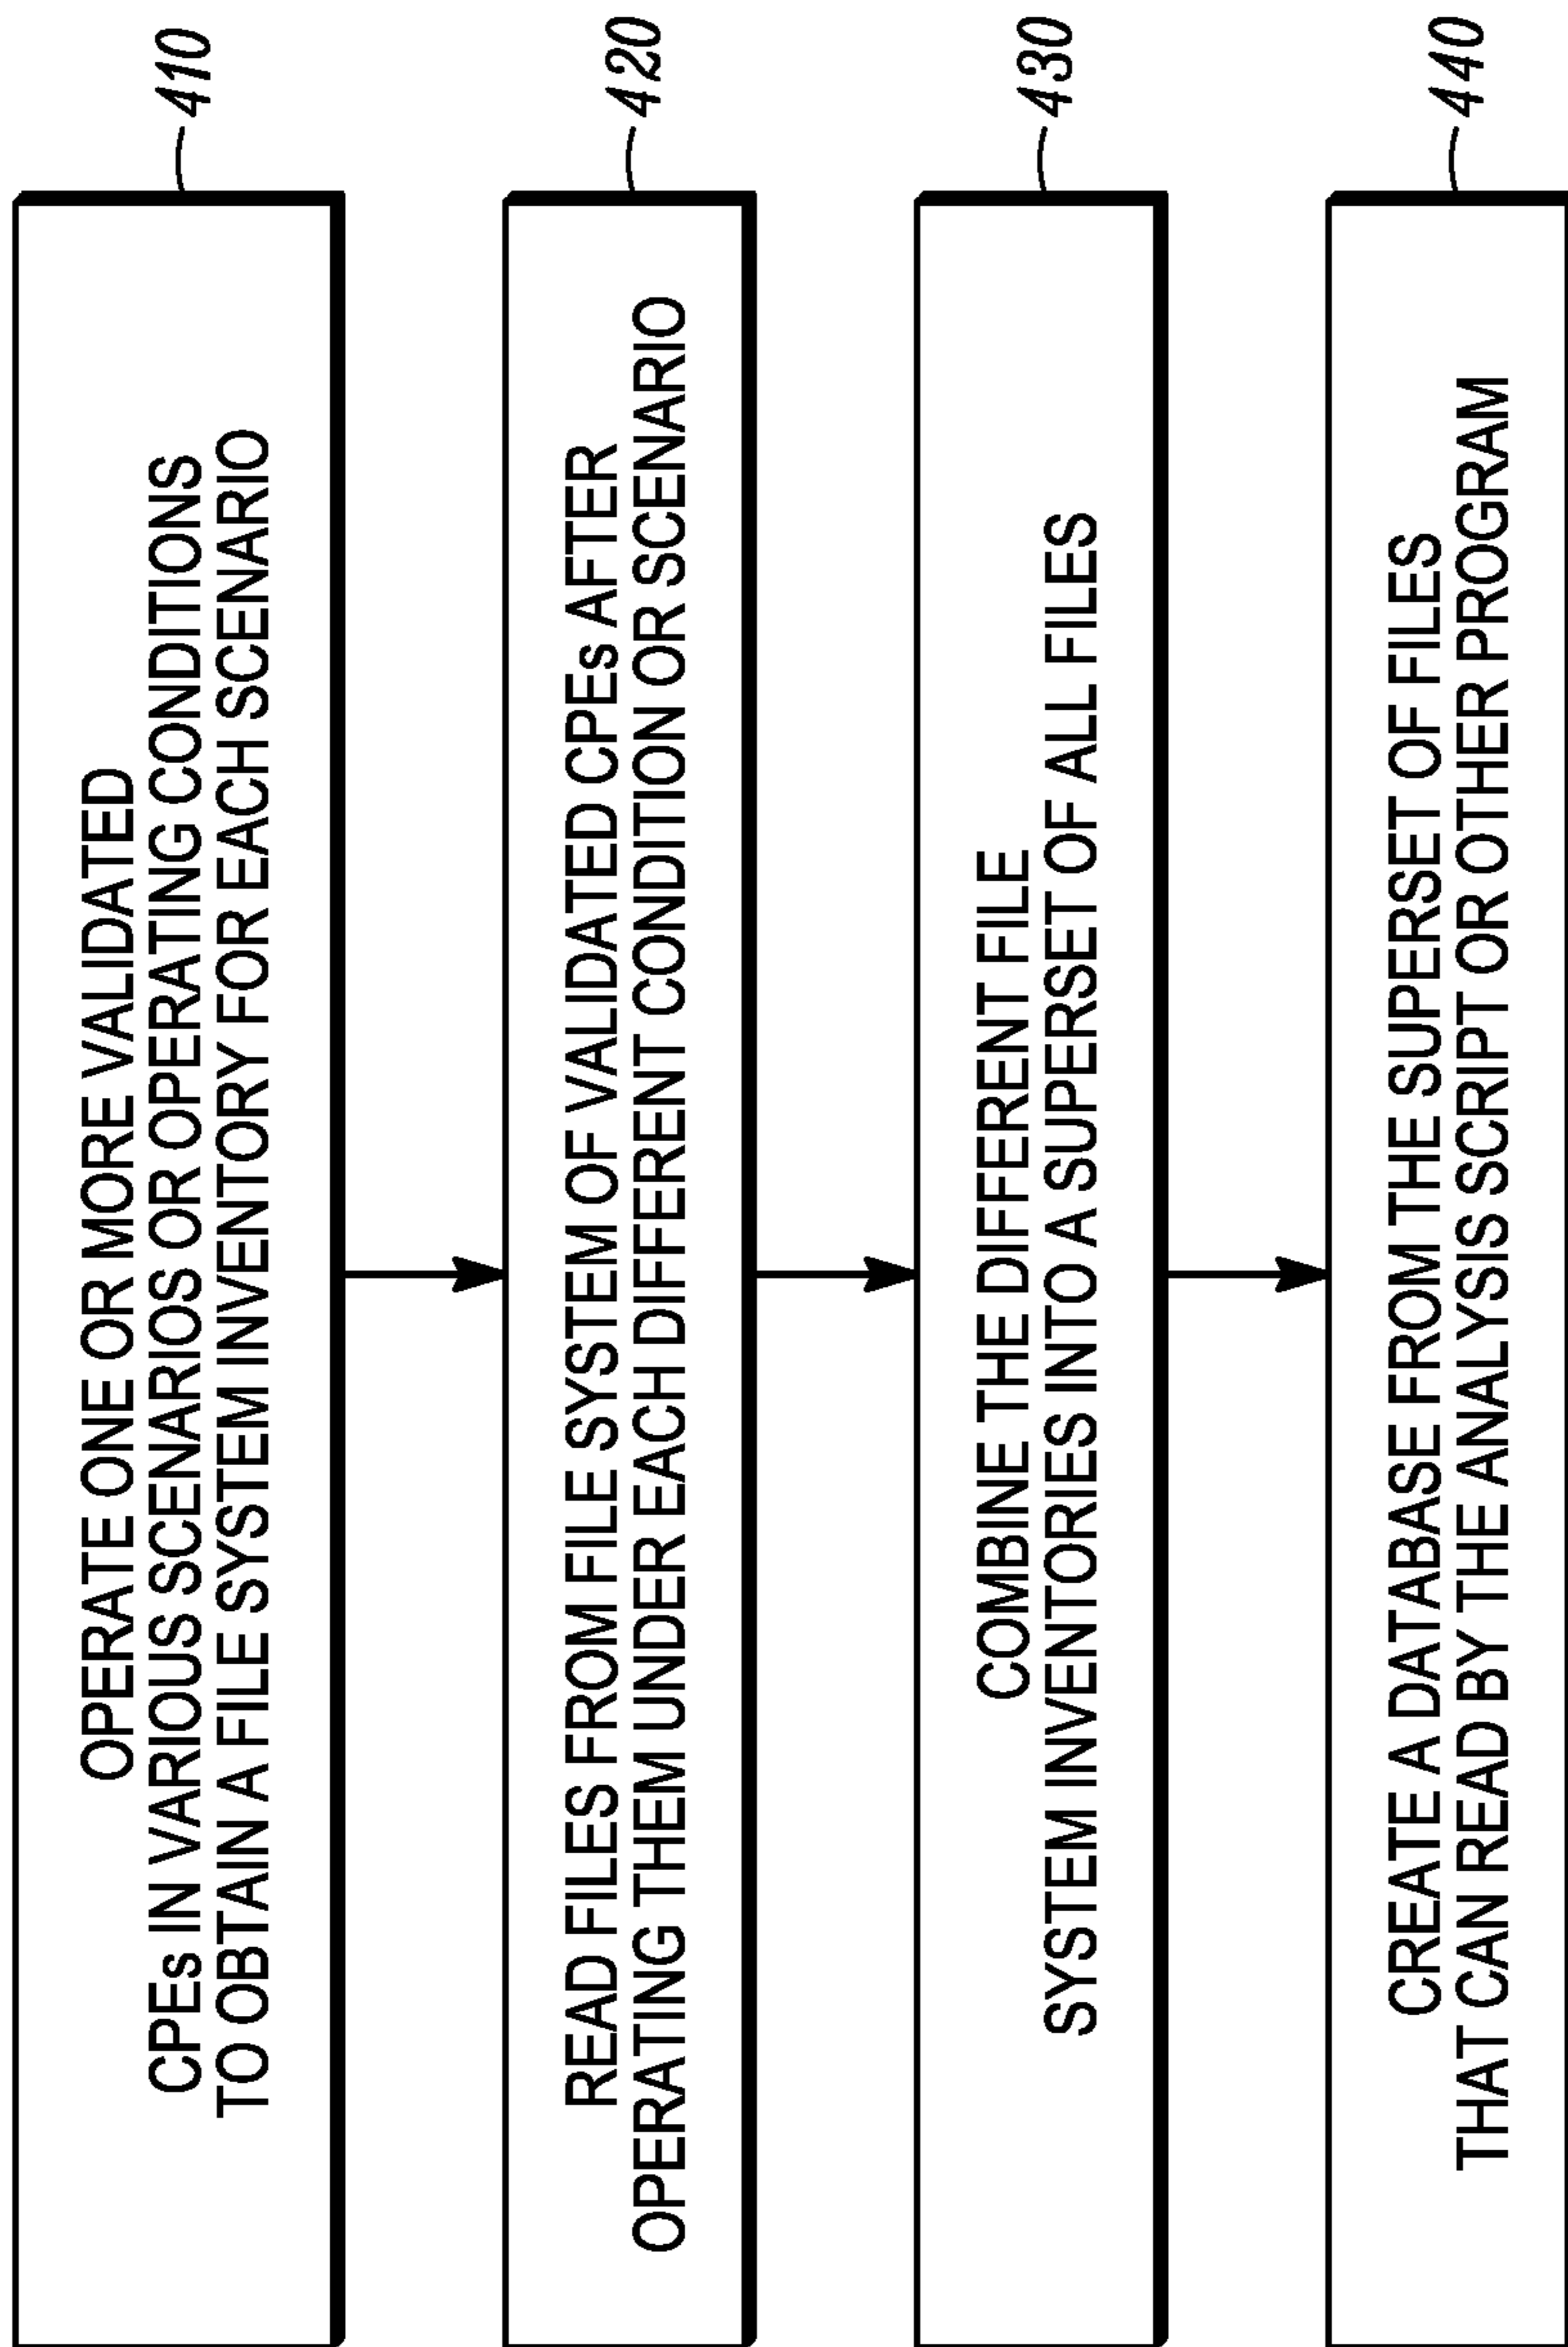 OPERATE ONE OR MORE VALIDATED
CPEs IN VARIOUS SCENARIOS OR OPERATING CONDITIONS
TO OBTAIN A FILE SYSTEM INVENTORY FOR EACH SCENARIO
410
READ FILES FROM FILE SYSTEM OF VALIDATED CPEs AFTER
OPERATING THEM UNDER EACH DIFFERENT CONDITION OR SCENARIO
420
COMBINE THE DIFFERENT FILE
SYSTEM INVENTORIES INTO A SUPERSET OF ALL FILES
430
CREATE A DATABASE FROM THE SUPERSET OF FILES
THAT CAN READ BY THE ANALYSIS SCRIPT OR OTHER PROGRAM
440